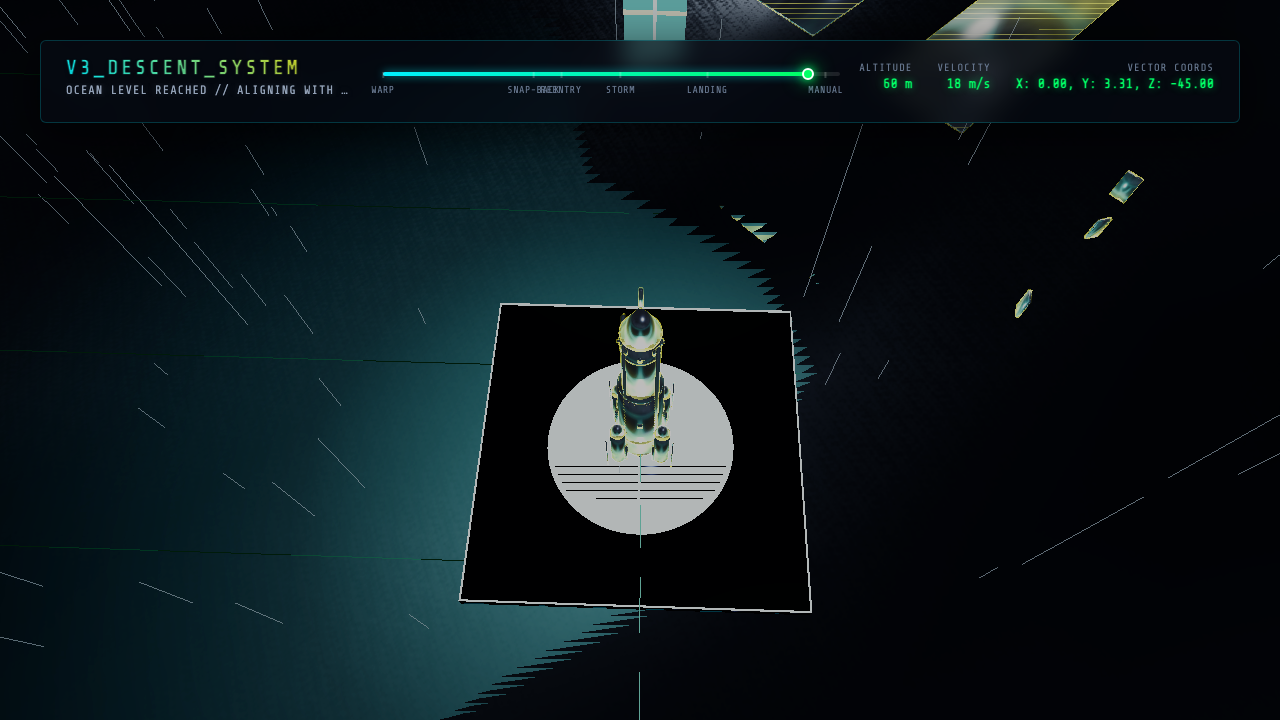 V3_DESCENT_SYSTEM
OCEAN LEVEL REACHED // ALIGNING WITH …
WARP
STORM
LANDING
MANUAL
ALTITUDE
60 m
VELOCITY
18 m/s
VECTOR COORDS
X: 0.00, Y: 3.31, Z: -45.00